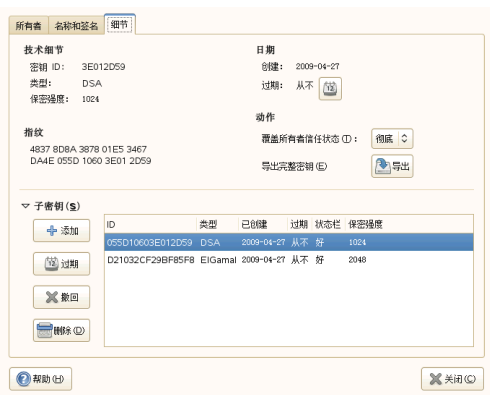 所有者 名称和签名 细节
技术细节
密钥 ID: 3E012D59
类型: DSA
保密强度: 1024
指纹
4837 8D8A 3878 01E5 3467
DA4E 055D 1060 3E01 2D59
日期
创建: 2009-04-27
过期: 从不 12
动作
覆盖所有者信任状态(T): 彻底
导出完整密钥(E) 导出
子密钥(S)
添加
过期
撤回
删除(D)
ID 类型 已创建 过期 状态栏 保密强度
055D10603E012D59 DSA 2009-04-27 从不 好 1024
D21032CF29BF85F8 ElGamal 2009-04-27 从不 好 2048
帮助(H) 关闭(C)